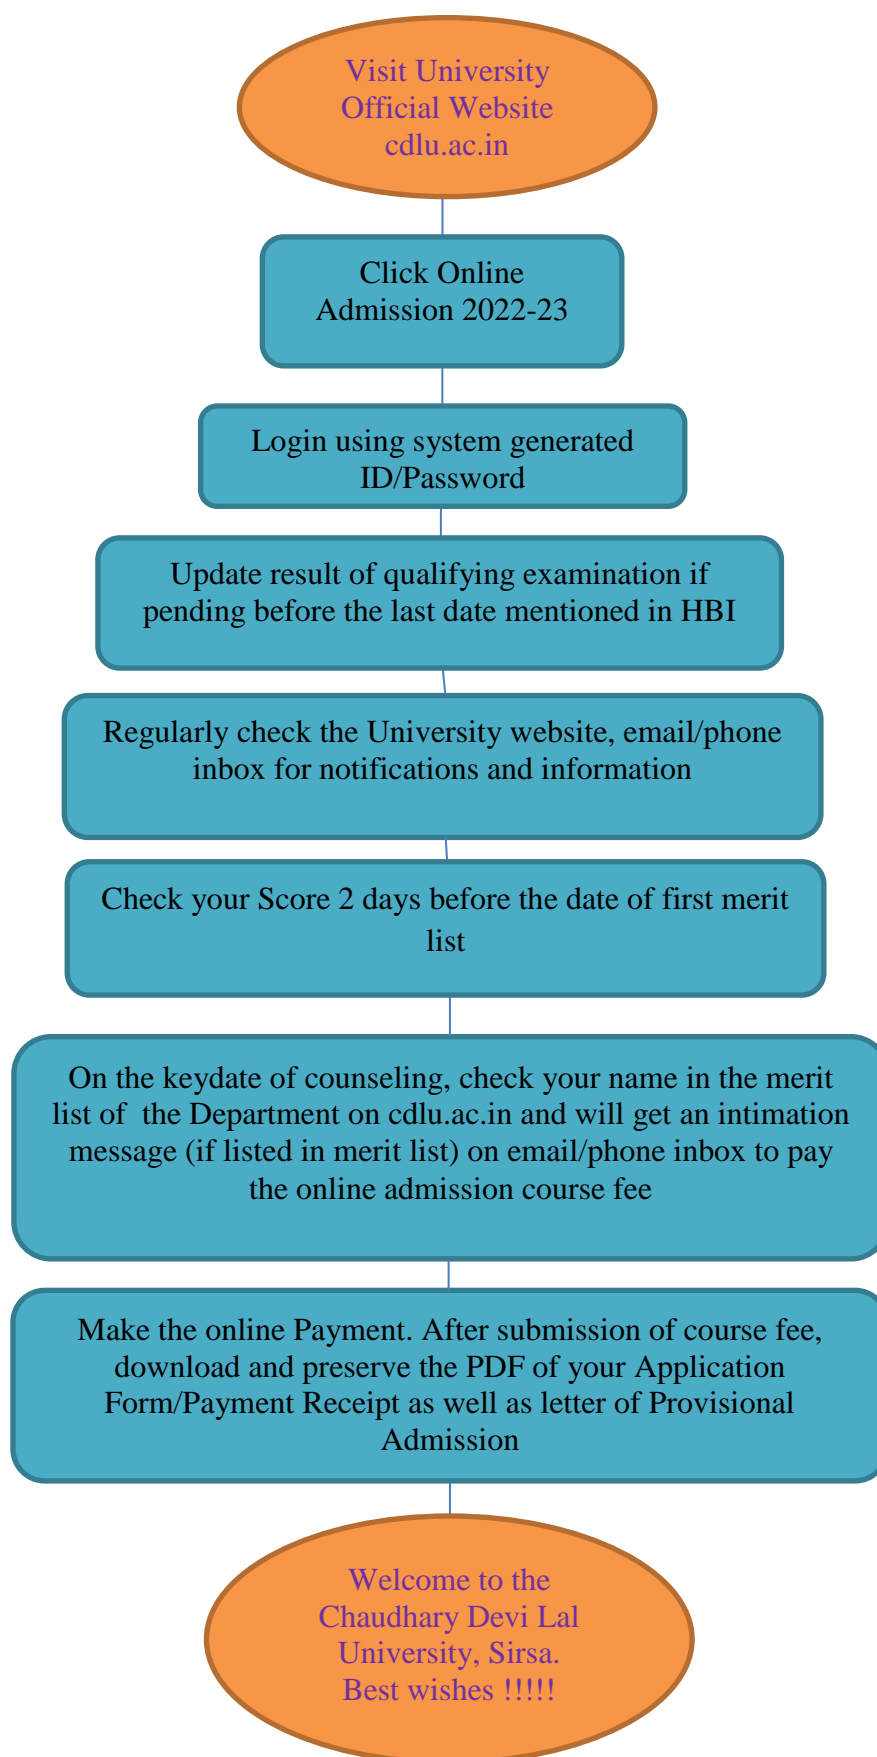 Visit University
Official Website
cdlu.ac.in
Click Online
Admission 2022-23
Login using system generated
ID/Password
Update result of qualifying examination if
pending before the last date mentioned in HBI
Regularly check the University website, email/phone
inbox for notifications and information
Check your Score 2 days before the date of first merit
list
On the keydate of counseling, check your name in the merit
list of  the Department on cdlu.ac.in and will get an intimation
message (if listed in merit list) on email/phone inbox to pay
the online admission course fee
Make the online Payment. After submission of course fee,
download and preserve the PDF of your Application
Form/Payment Receipt as well as letter of Provisional
Admission
Welcome to the
Chaudhary Devi Lal
University, Sirsa.
Best wishes !!!!!